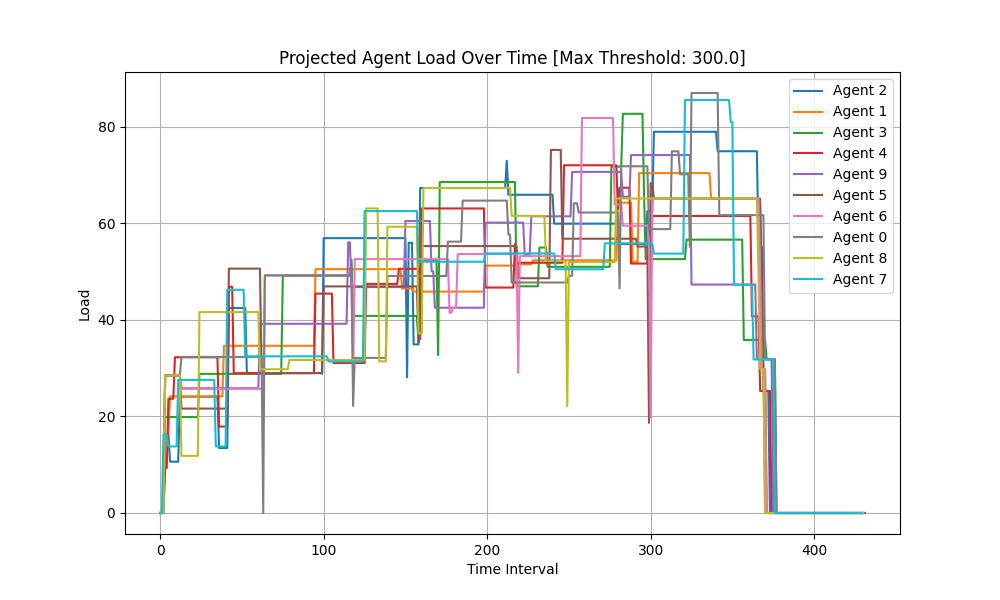 Projected Agent Load Over Time [Max Threshold: 300.0]
Load
80
60
40
20
0
0 100 200 300 400
Time Interval
Agent 2
Agent 1
Agent 3
Agent 4
Agent 9
Agent 5
Agent 6
Agent 0
Agent 8
Agent 7